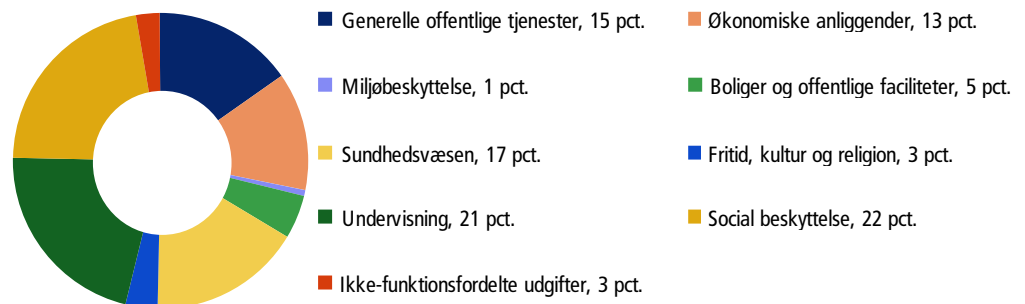 Generelle offentlige tjenester, 15 pct.
Økonomiske anliggender, 13 pct.
Miljøbeskyttelse, 1 pct.
Boliger og offentlige faciliteter, 5 pct.
Sundhedsvæsen, 17 pct.
Fritid, kultur og religion, 3 pct.
Undervisning, 21 pct.
Social beskyttelse, 22 pct.
Ikke-funktionsfordelte udgifter, 3 pct.